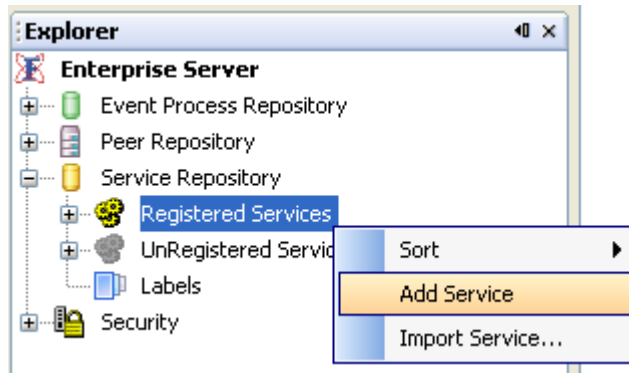 Explorer
Enterprise Server
Event Process Repository
Peer Repository
Service Repository
Registered Services
UnRegistered Servic
Labels
Security
Sort
Add Service
Import Service...